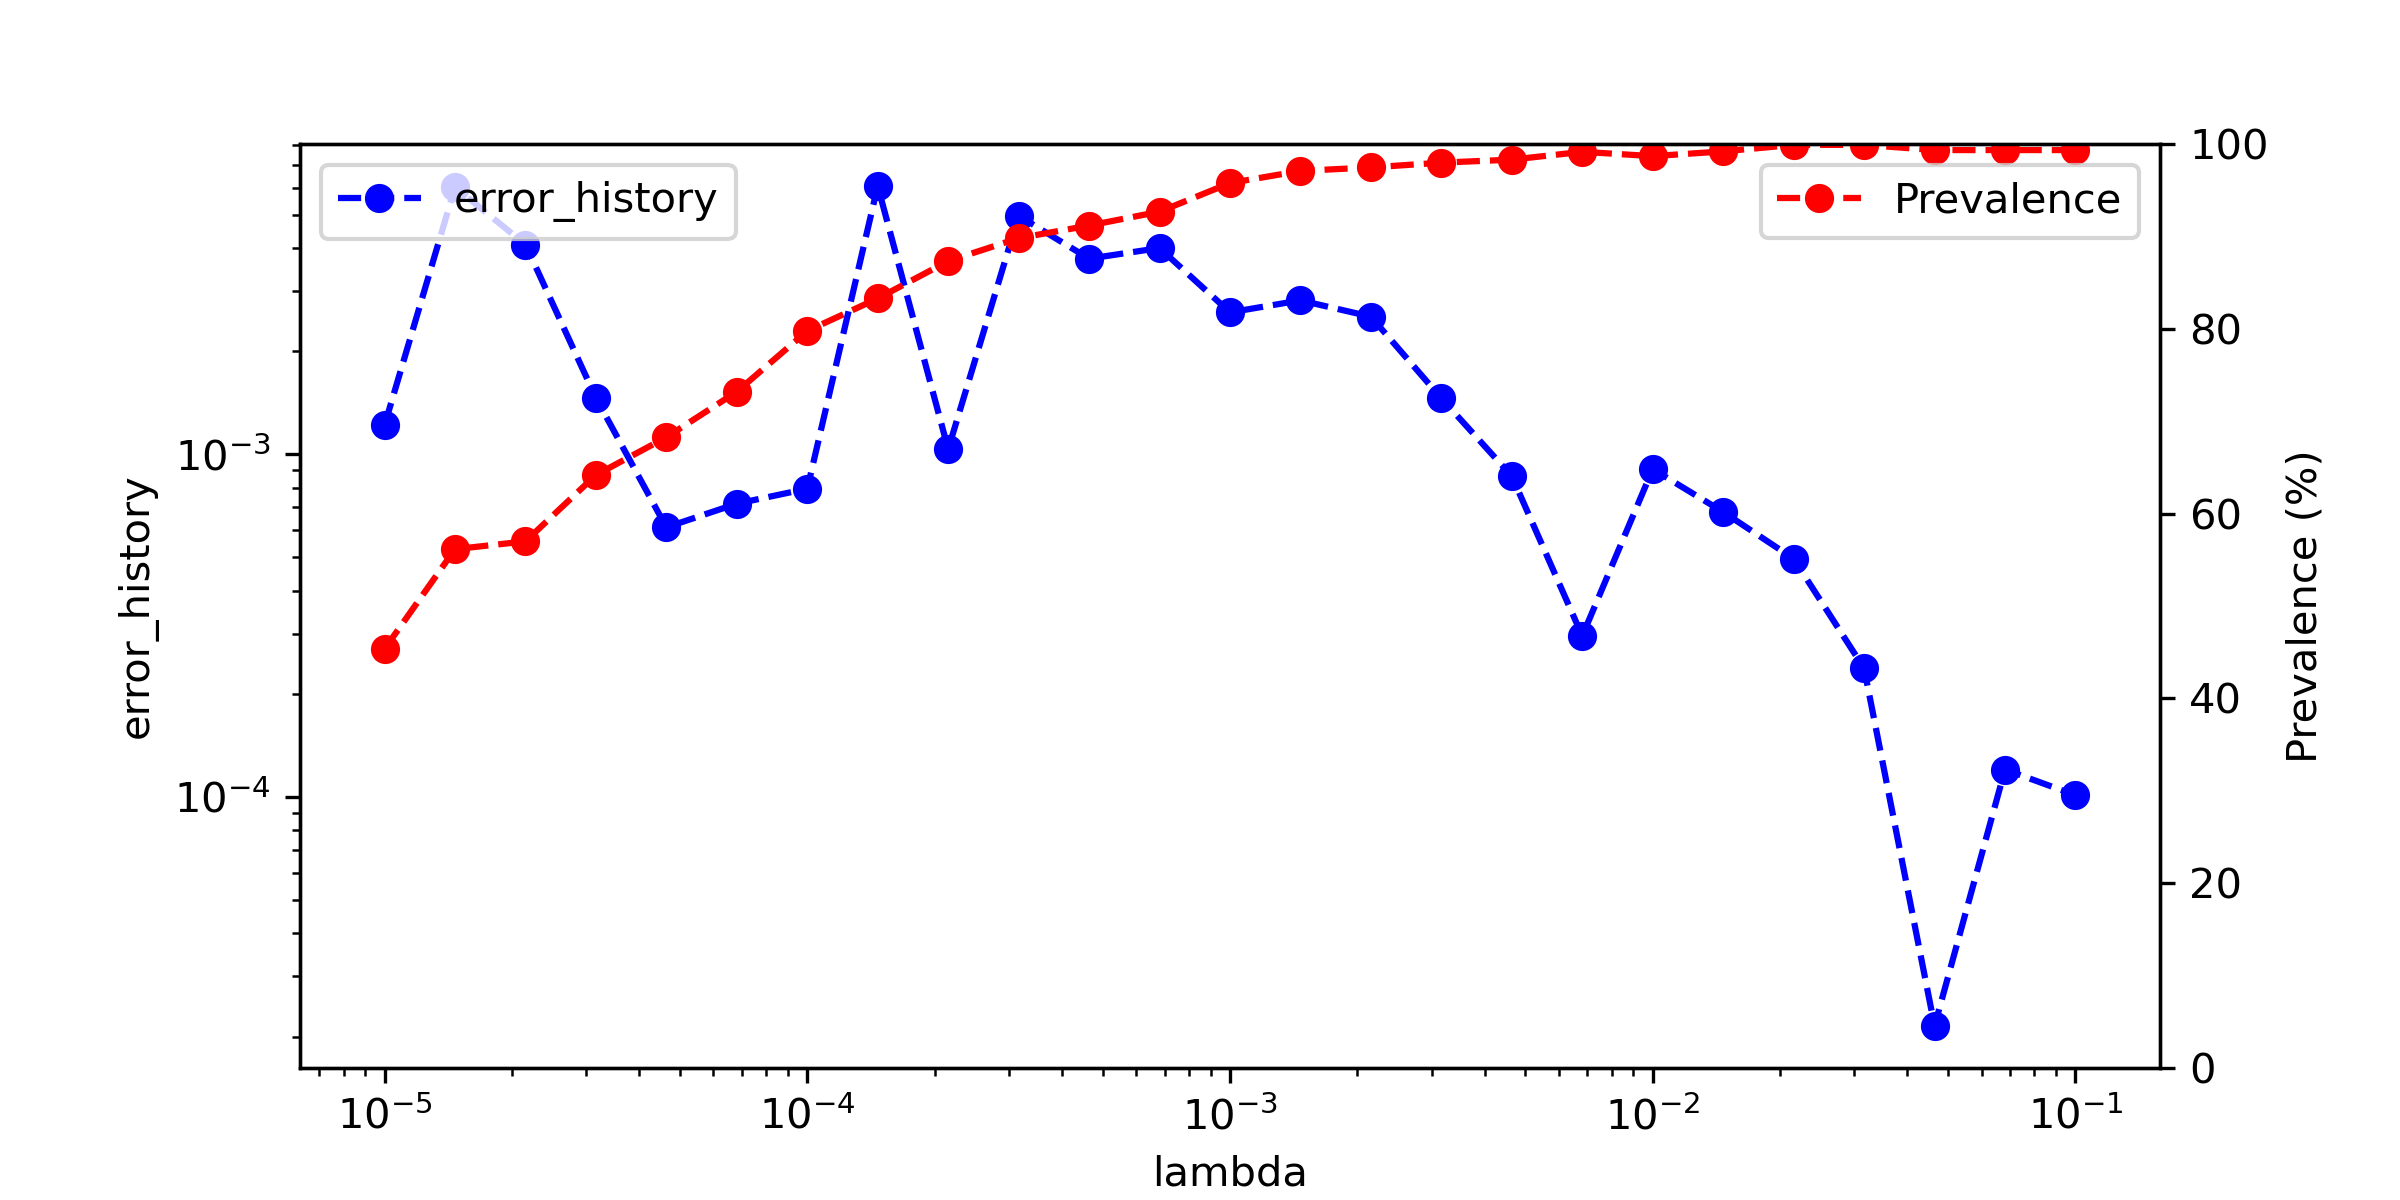 error_history
Prevalence
10⁻³
10⁻⁴
error_history
100
80
60
40
20
0
Prevalence (%)
10⁻⁵
10⁻⁴
10⁻³
10⁻²
10⁻¹
lambda